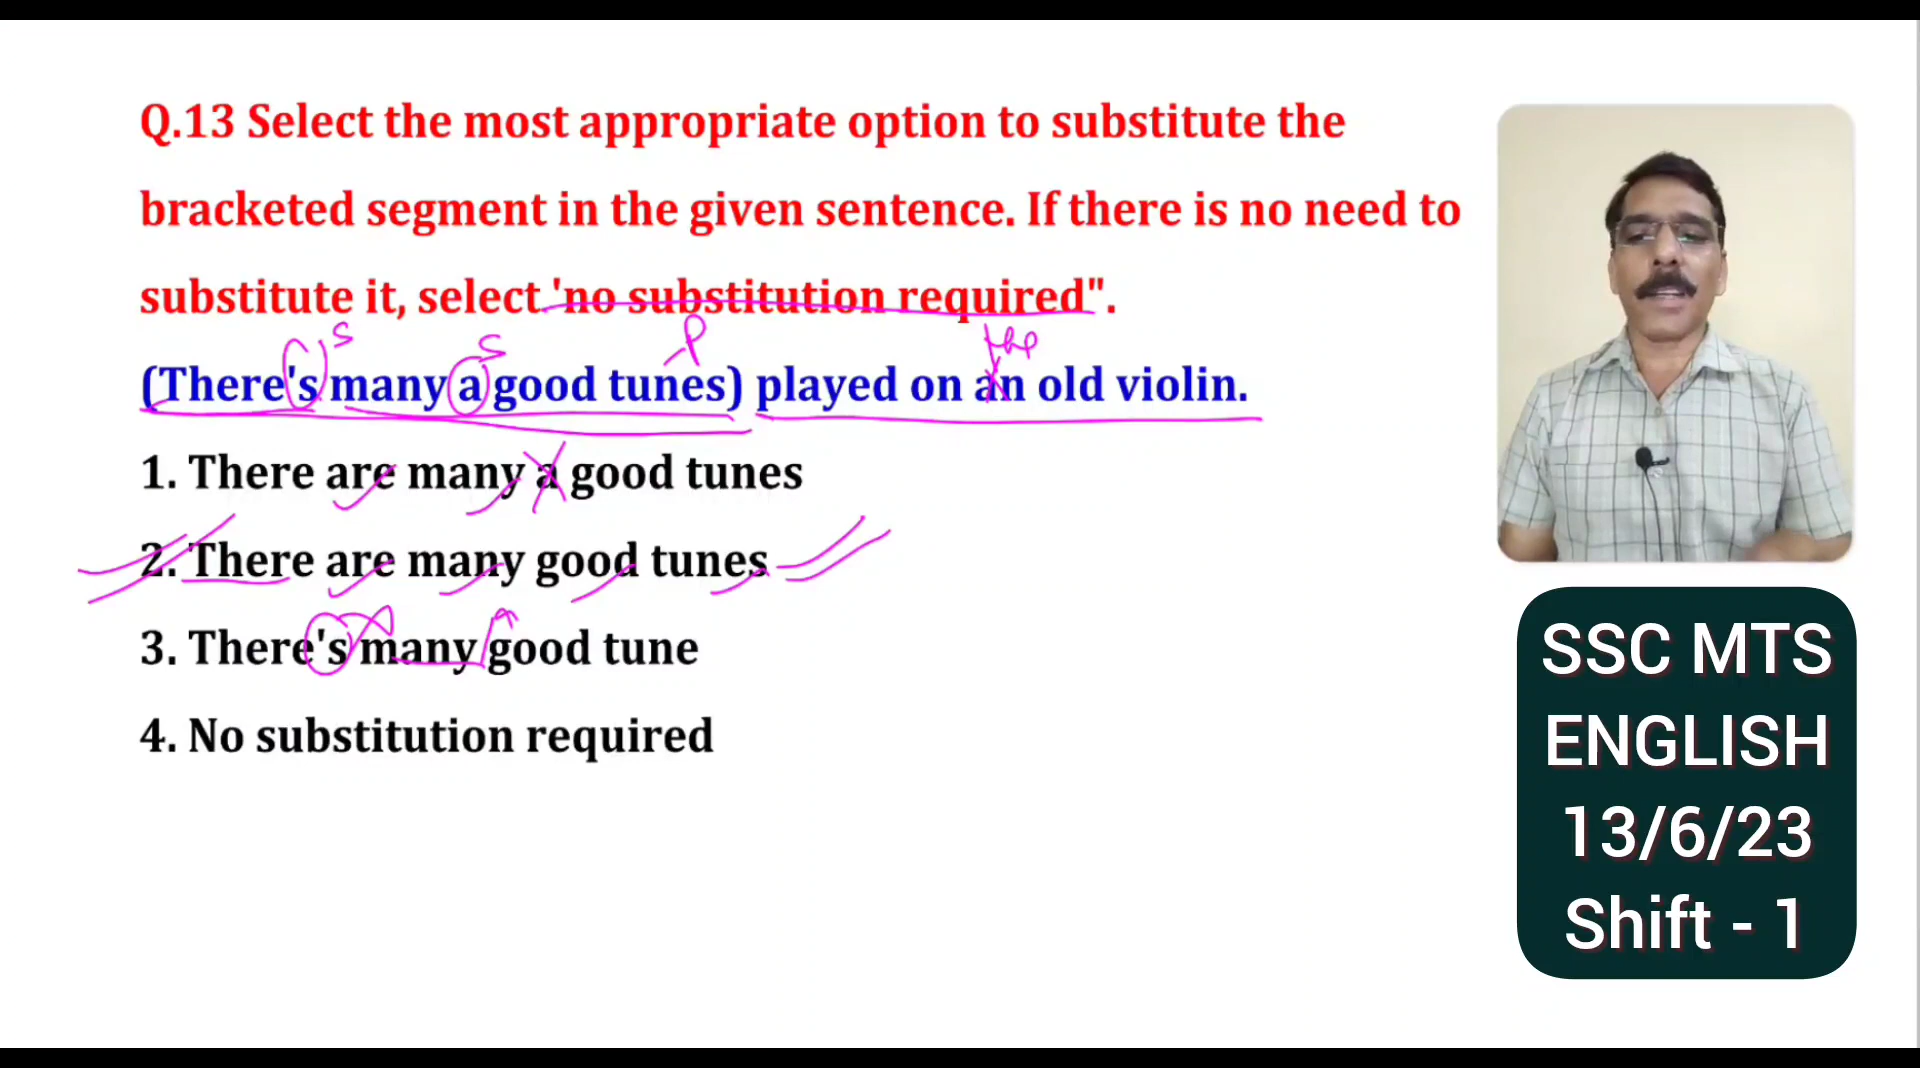 Q.13 Select the most appropriate option to substitute the
bracketed segment in the given sentence. If there is no need to
substitute it, select 'no substitution required".
s s P the
(There's many a good tunes) played on an old violin.
1. There are many a good tunes
2. There are many good tunes
3. There's many good tune
4. No substitution required
SSC MTS
ENGLISH
13/6/23
Shift - 1